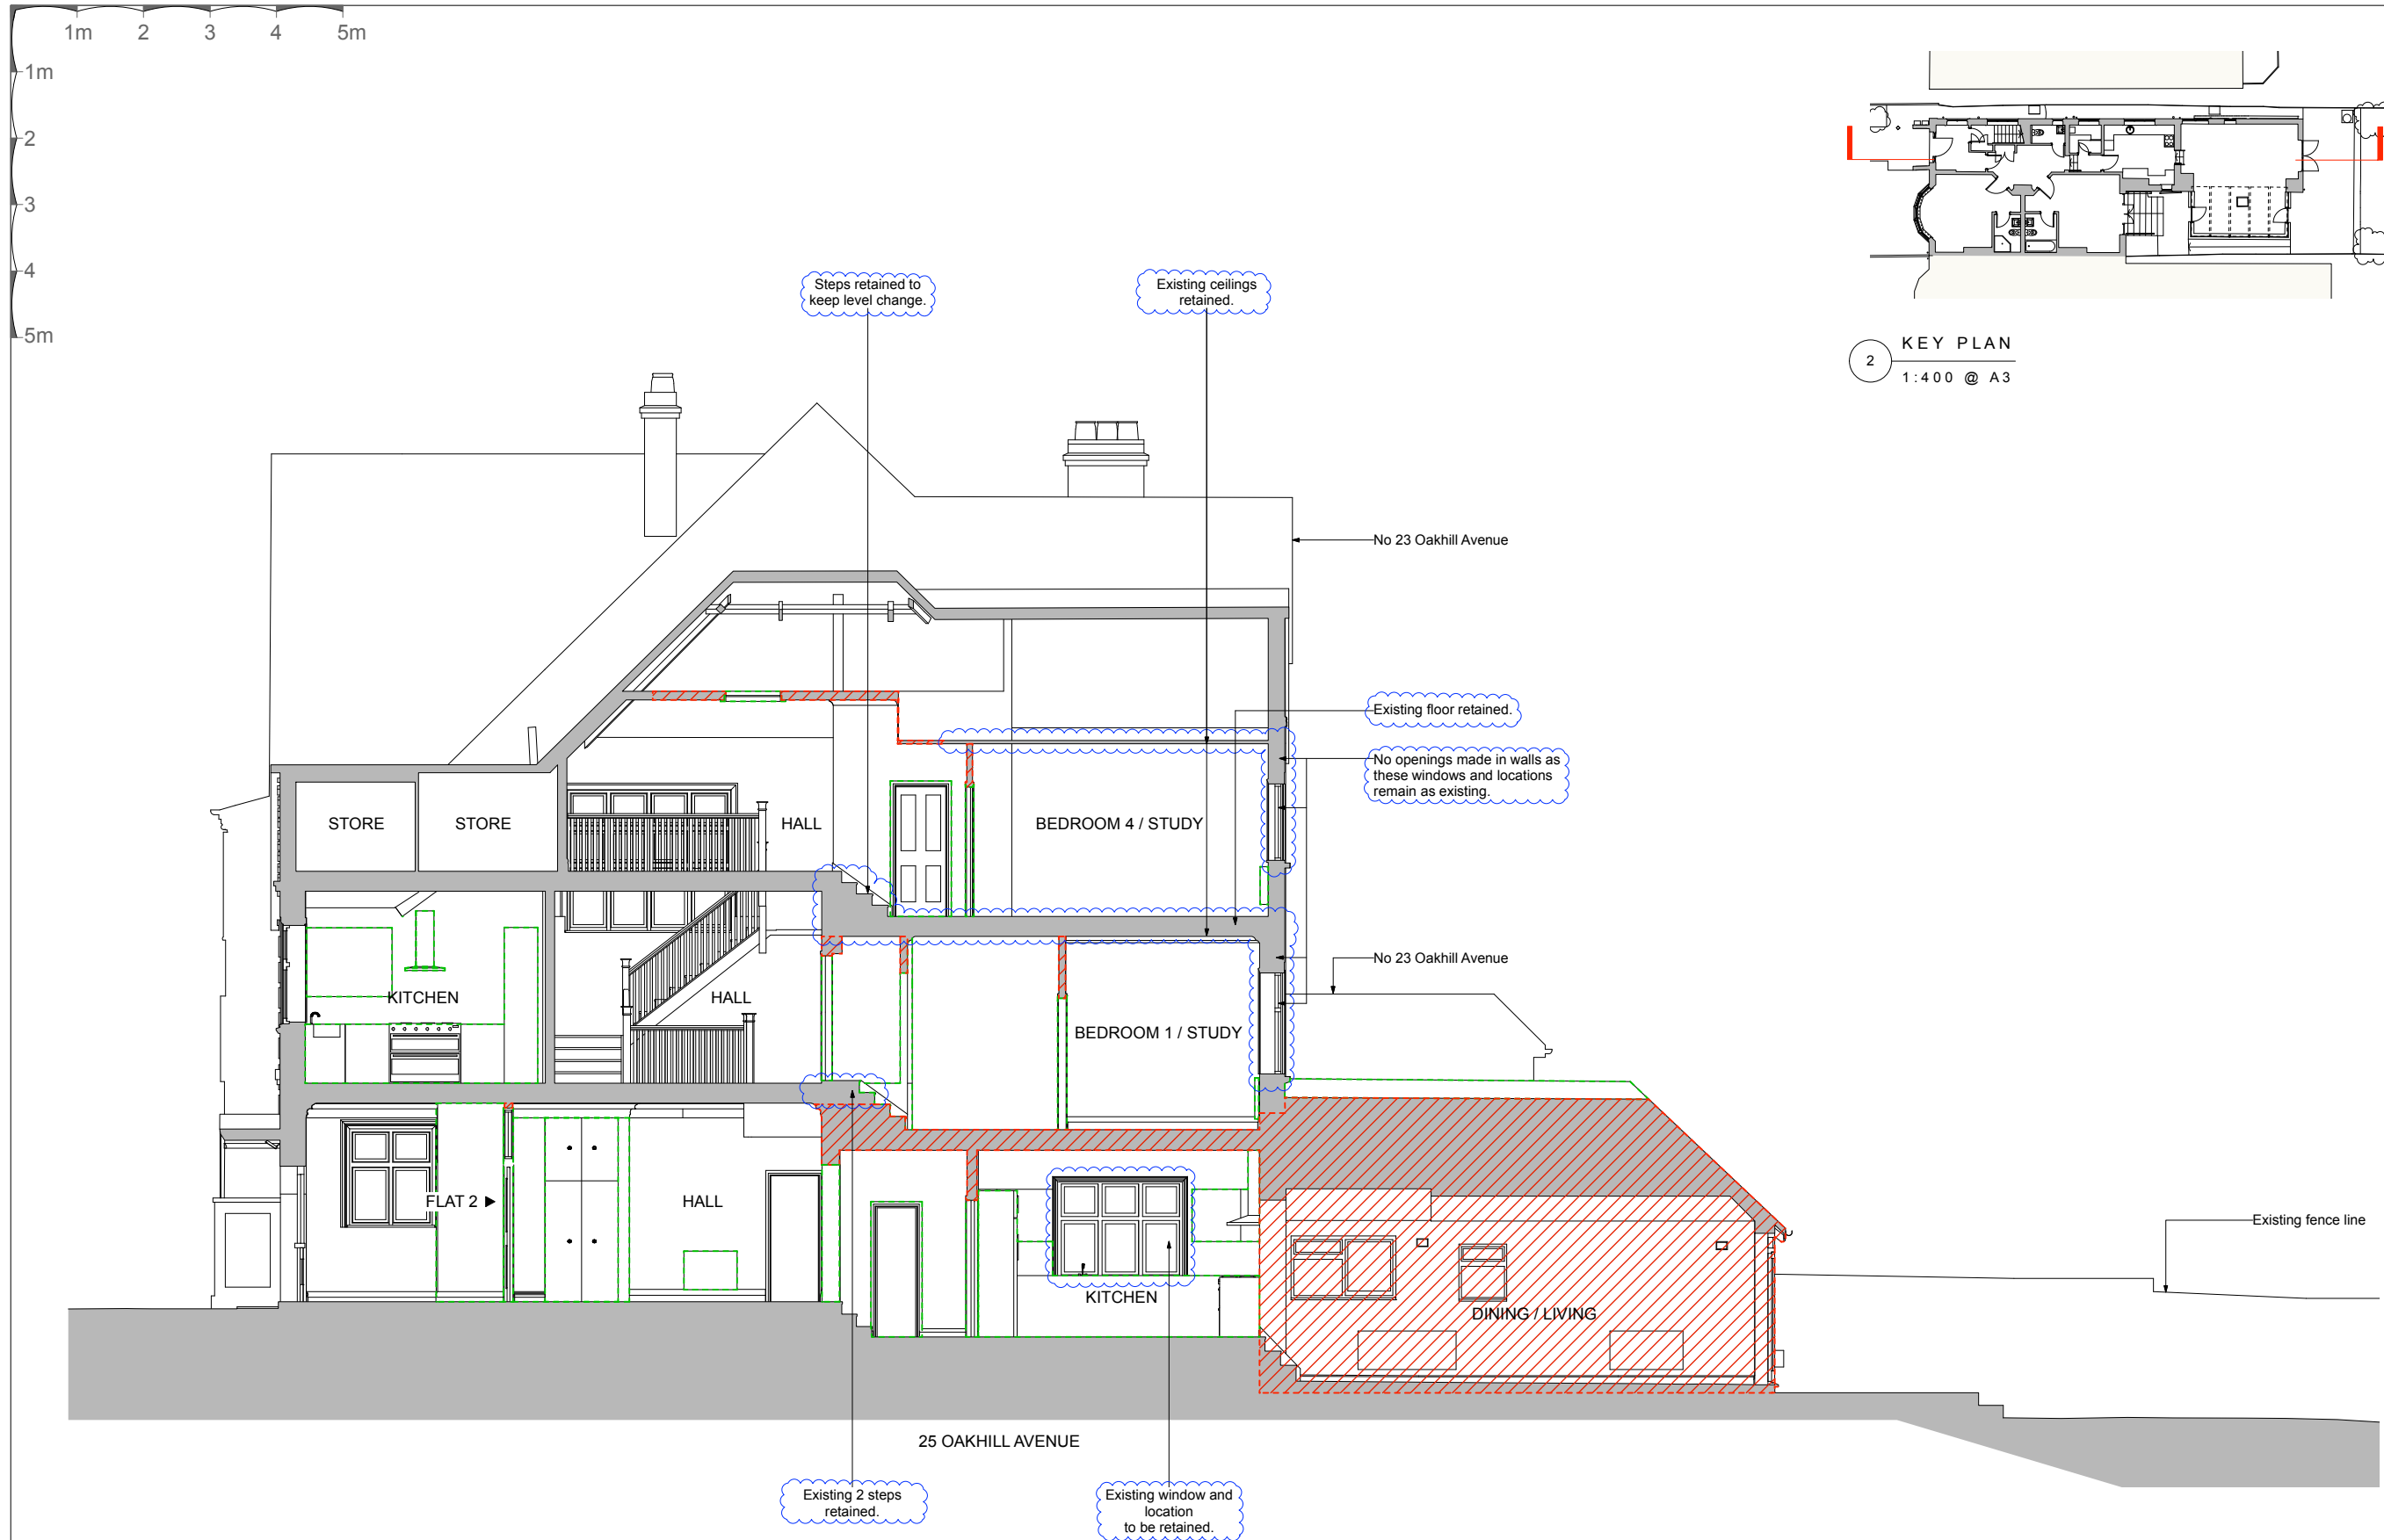 1m 2 3 4 5m
1m
2
3
4
5m
2
KEY PLAN
1:400 @ A3
Steps retained to
keep level change.
Existing ceilings
retained.
No 23 Oakhill Avenue
Existing floor retained.
No openings made in walls as
these windows and locations
remain as existing.
STORE
STORE
HALL
BEDROOM 4 / STUDY
No 23 Oakhill Avenue
KITCHEN
HALL
BEDROOM 1 / STUDY
FLAT 2
HALL
KITCHEN
DINING / LIVING
Existing fence line
25 OAKHILL AVENUE
Existing 2 steps
retained.
Existing window and
location
to be retained.